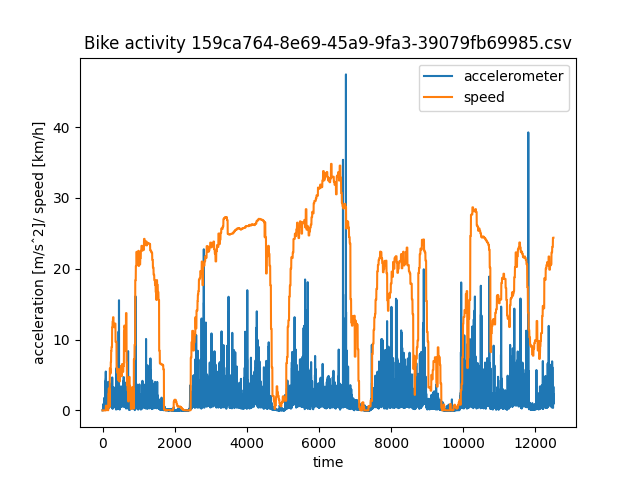 Bike activity 159ca764-8e69-45a9-9fa3-39079fb69985.csv
accelerometer
speed
acceleration [m/s^2]/ speed [km/h]
40
30
20
10
0
0 2000 4000 6000 8000 10000 12000
time